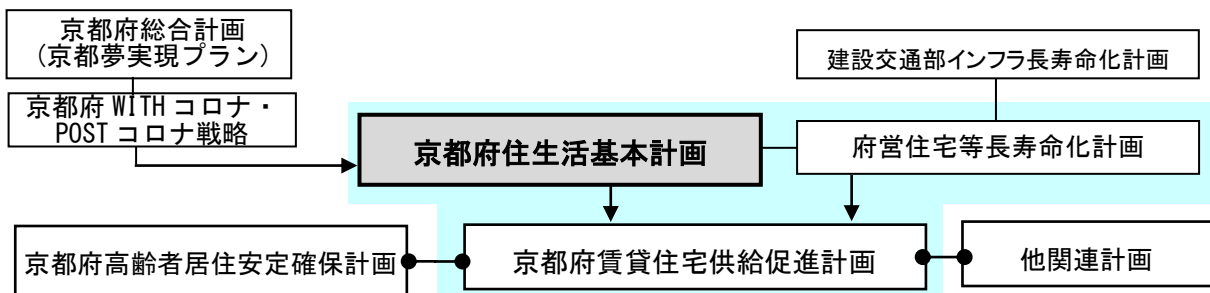 京都府総合計画
(京都夢実現プラン)
建設交通部インフラ長寿命化計画
京都府 WITH コロナ・
POST コロナ戦略
京都府住生活基本計画
府営住宅等長寿命化計画
京都府高齢者居住安定確保計画
京都府賃貸住宅供給促進計画
他関連計画